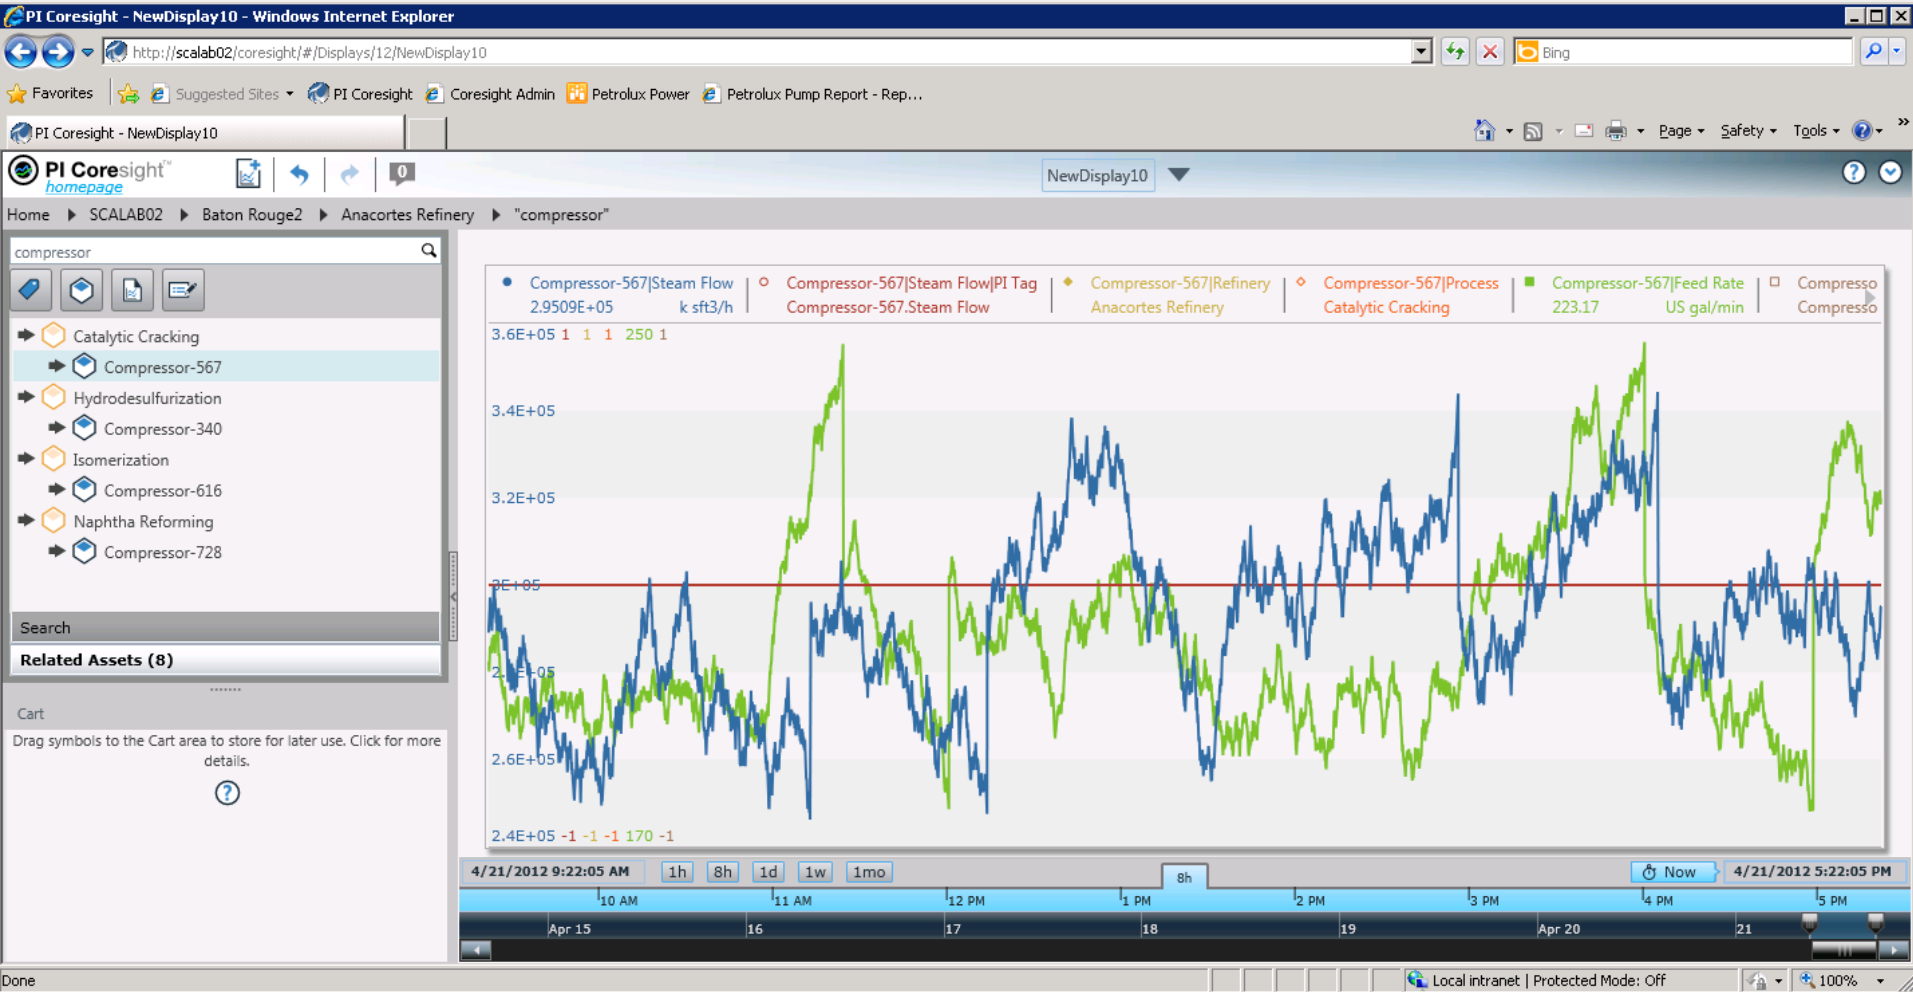 PI Coresight - NewDisplay10 - Windows Internet Explorer
http://scalab02/coresight/#/Displays/12/NewDisplay10
Bing
Favorites
Suggested Sites
PI Coresight
Coresight Admin
Petrolux Power
Petrolux Pump Report - Rep...
PI Coresight - NewDisplay10
Page
Safety
Tools
»
PI Coresight™
homepage
0
NewDisplay10
?
Home
SCALAB02
Baton Rouge2
Anacortes Refinery
"compressor"
compressor
Catalytic Cracking
Compressor-567
Hydrodesulfurization
Compressor-340
Isomerization
Compressor-616
Naphtha Reforming
Compressor-728
Search
Related Assets (8)
Cart
Drag symbols to the Cart area to store for later use. Click for more
details.
?
Compressor-567|Steam Flow
2.9509E+05 k sft3/h
Compressor-567|Steam Flow|PI Tag
Compressor-567.Steam Flow
Compressor-567|Refinery
Anacortes Refinery
Compressor-567|Process
Catalytic Cracking
Compressor-567|Feed Rate
223.17 US gal/min
Compresso
Compresso
3.6E+05 1 1 1 250 1
3.4E+05
3.2E+05
3E+05
2.8E+05
2.6E+05
2.4E+05 -1 -1 -1 170 -1
4/21/2012 9:22:05 AM
1h
8h
1d
1w
1mo
8h
Now
4/21/2012 5:22:05 PM
10 AM
11 AM
12 PM
1 PM
2 PM
3 PM
4 PM
5 PM
Apr 15
16
17
18
19
Apr 20
21
Done
Local intranet | Protected Mode: Off
100%